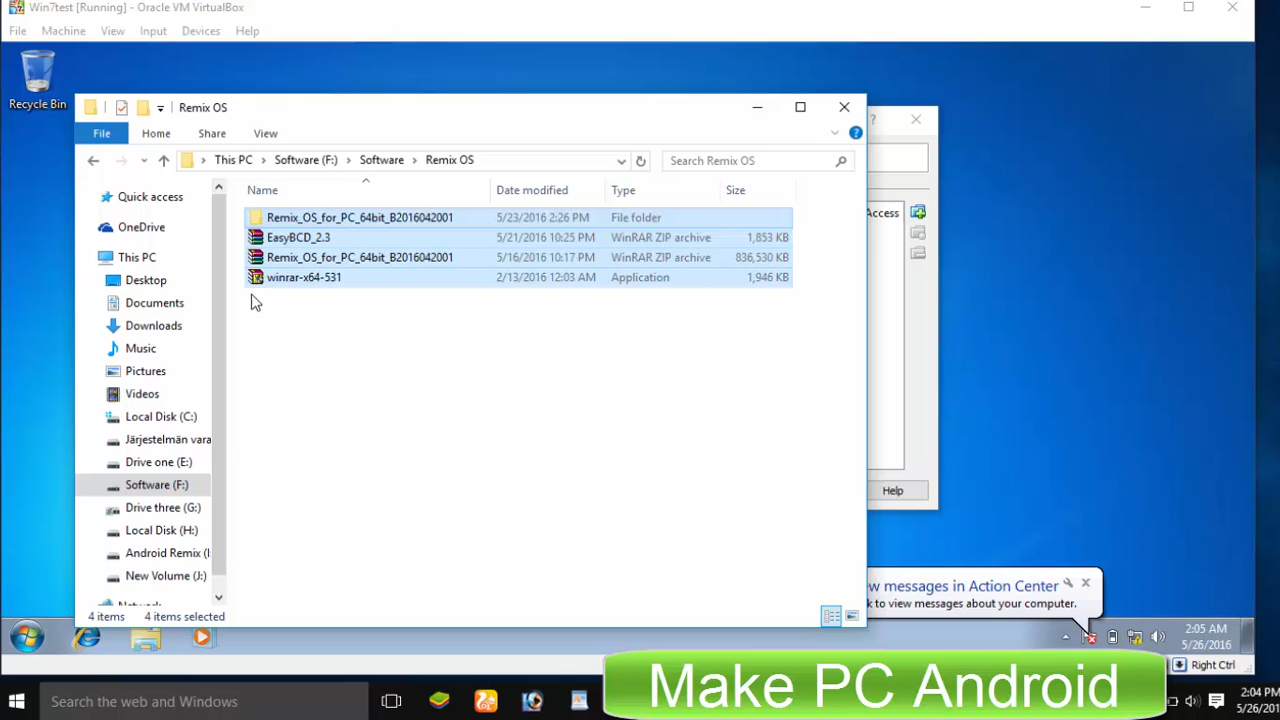 Win7test [Running] - Oracle VM VirtualBox
File Machine View Input Devices Help
Recycle Bin
Remix OS
File Home Share View
This PC Software (F:) Software Remix OS
Search Remix OS
Name Date modified Type Size
Remix_OS_for_PC_64bit_B2016042001 5/23/2016 2:26 PM File folder
EasyBCD_2.3 5/21/2016 10:25 PM WinRAR ZIP archive 1,853 KB
Remix_OS_for_PC_64bit_B2016042001 5/16/2016 10:17 PM WinRAR ZIP archive 836,530 KB
winrar-x64-531 2/13/2016 12:03 AM Application 1,946 KB
Quick access
OneDrive
This PC
Desktop
Documents
Downloads
Music
Pictures
Videos
Local Disk (C:)
Järjestelmän vara
Drive one (E:)
Software (F:)
Drive three (G:)
Local Disk (H:)
Android Remix (I
New Volume (J:)
Network
4 items 4 items selected
?
Access
Help
w messages in Action Center
k to view messages about your computer.
2:05 AM
5/26/2016
Right Ctrl
Search the web and Windows
Make PC Android
2:04 PM
5/26/2016